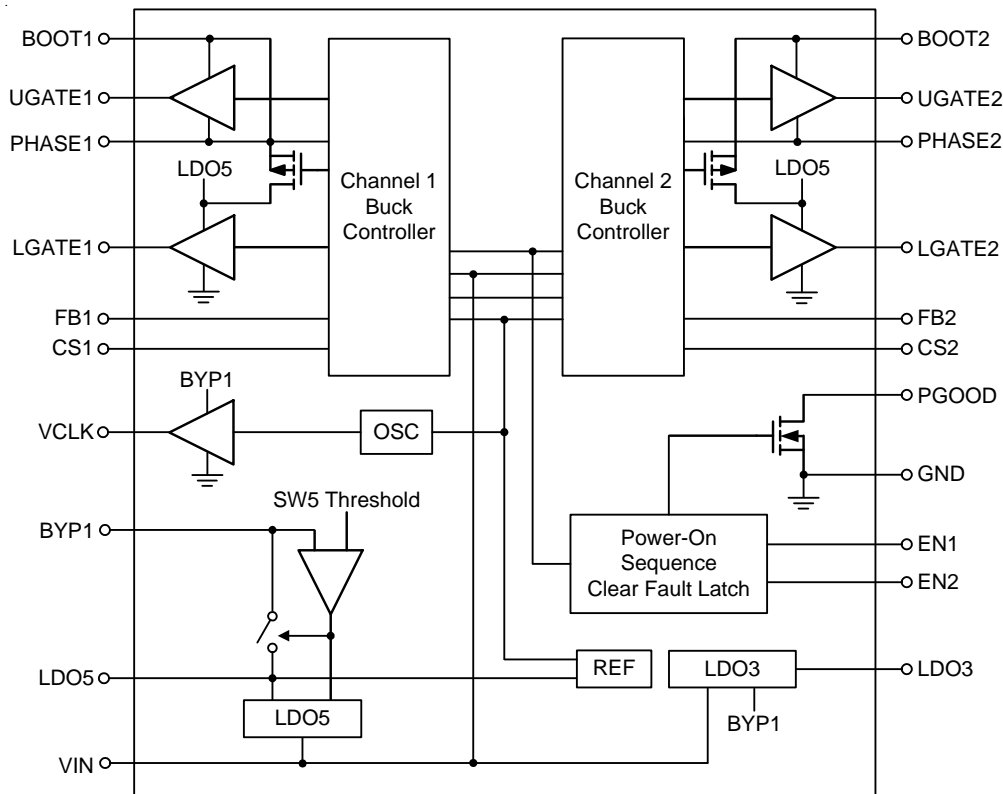 BOOT1
BOOT2
UGATE1
UGATE2
PHASE1
PHASE2
LDO5
LDO5
Channel 1
Buck
Controller
Channel 2
Buck
Controller
LGATE1
LGATE2
FB1
FB2
CS1
CS2
BYP1
PGOOD
VCLK
OSC
GND
SW5 Threshold
BYP1
Power-On
Sequence
Clear Fault Latch
EN1
EN2
LDO5
REF
LDO3
LDO3
LDO5
BYP1
VIN